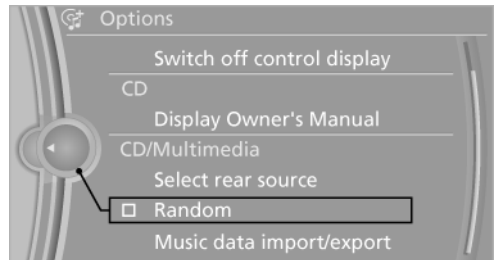 Options
Switch off control display
CD
Display Owner's Manual
CD/Multimedia
Select rear source
Random
Music data import/export